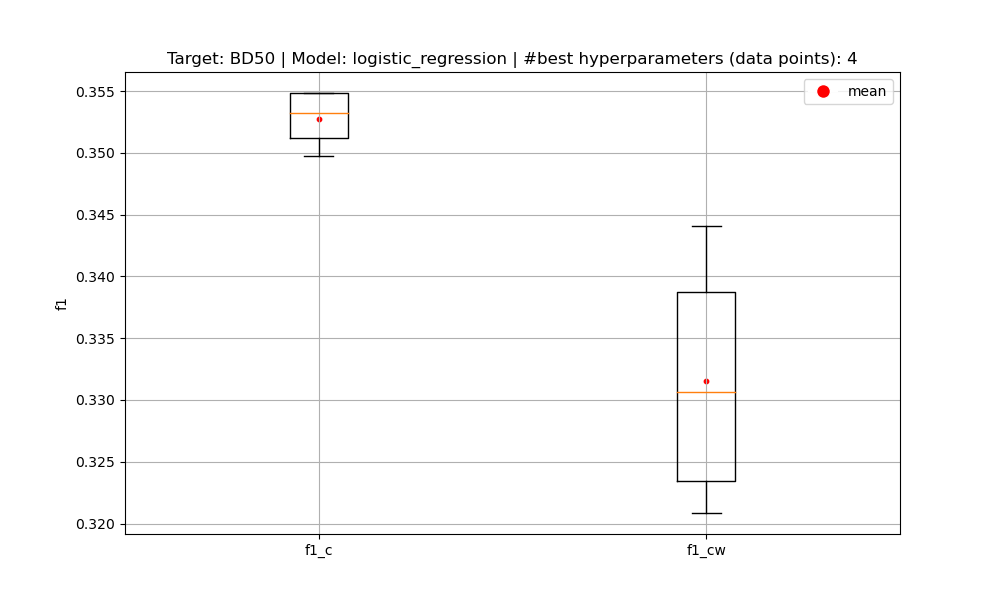 Target: BD50 | Model: logistic_regression | #best hyperparameters (data points): 4
mean
0.355
0.350
0.345
0.340
0.335
0.330
0.325
0.320
f1
f1_c
f1_cw